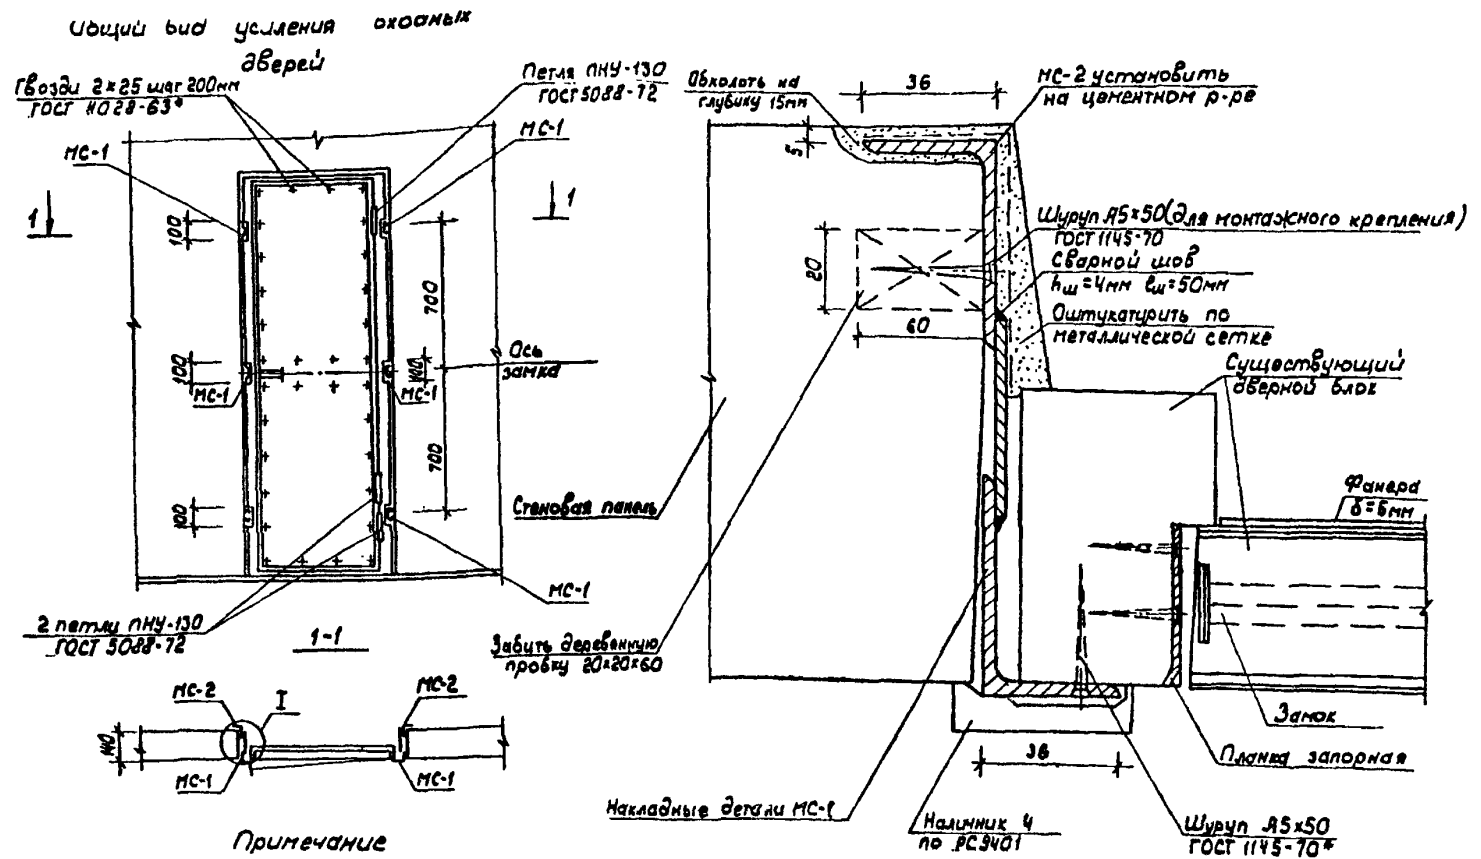 Общий вид усиления входных
дверей
Гвозди 2×25 шаг 200мм
ГОСТ 4028-63*
МС-1
Петля ПНУ-130
ГОСТ 5088-72
МС-1
1
1
100
100
100
700
700
100
Ось
замка
МС-1
МС-1
МС-1
2 петли ПНУ-130
ГОСТ 5088-72
1-1
МС-2
I
МС-2
140
МС-1
МС-1
Примечание
Обколоть на
глубину 15мм
36
МС-2 установить
на цементном р-ре
5
Шуруп А5×50 (для монтажного крепления)
ГОСТ 1145-70
Сварной шов
hш=4мм lш=50мм
20
60
Оштукатурить по
металлической сетке
Существующий
дверной блок
Стеновая панель
Фанера
δ=6мм
Забить деревянную
пробку 20×20×60
Замок
Планка запорная
36
Накладные детали МС-1
Наличник 4
по РС9401
Шуруп А5×50
ГОСТ 1145-70*